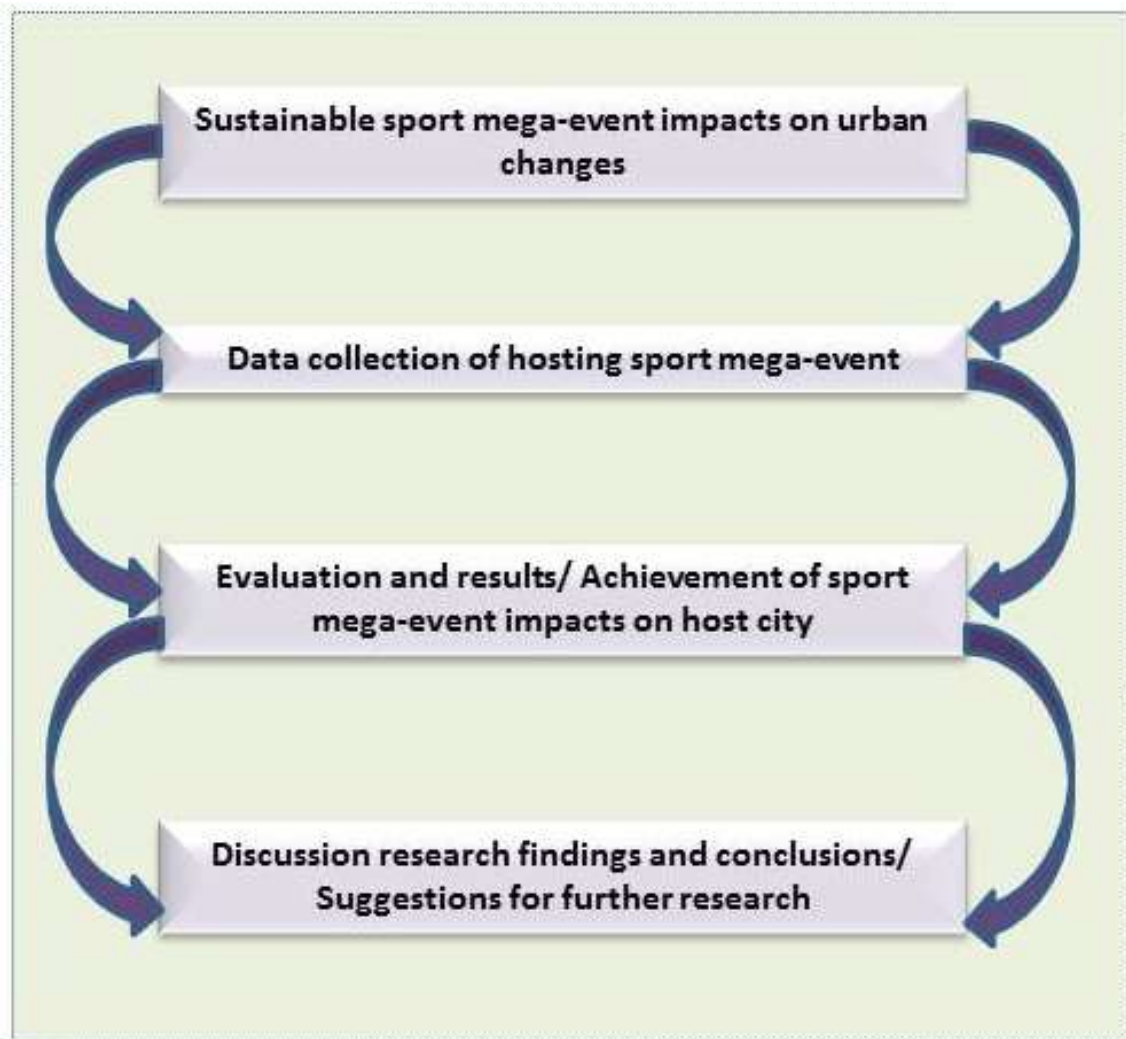 Sustainable sport mega-event impacts on urban
changes
Data collection of hosting sport mega-event
Evaluation and results/ Achievement of sport
mega-event impacts on host city
Discussion research findings and conclusions/
Suggestions for further research